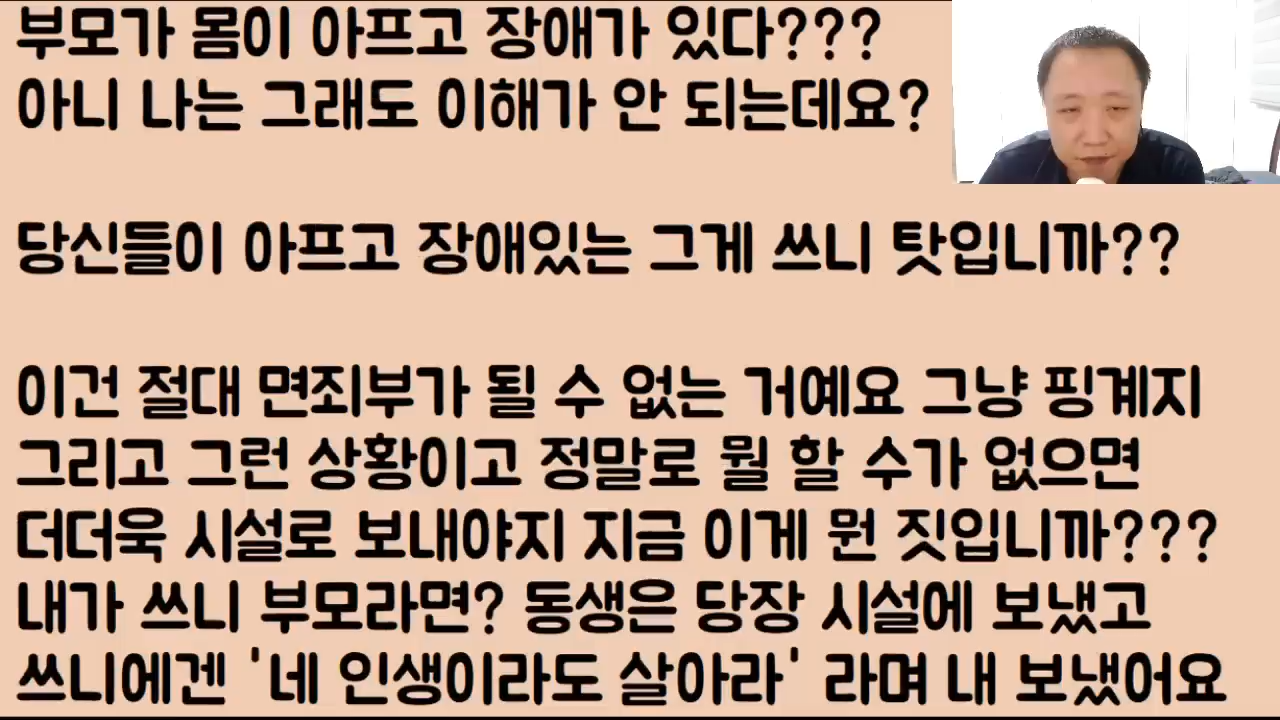 부모가 몸이 아프고 장애가 있다???
아니 나는 그래도 이해가 안 되는데요?
당신들이 아프고 장애있는 그게 쓰니 탓입니까??
이건 절대 면죄부가 될 수 없는 거예요 그냥 핑계지
그리고 그런 상황이고 정말로 뭘 할 수가 없으면
더더욱 시설로 보내야지 지금 이게 뭔 짓입니까???
내가 쓰니 부모라면? 동생은 당장 시설에 보냈고
쓰니에겐 '네 인생이라도 살아라' 라며 내 보냈어요